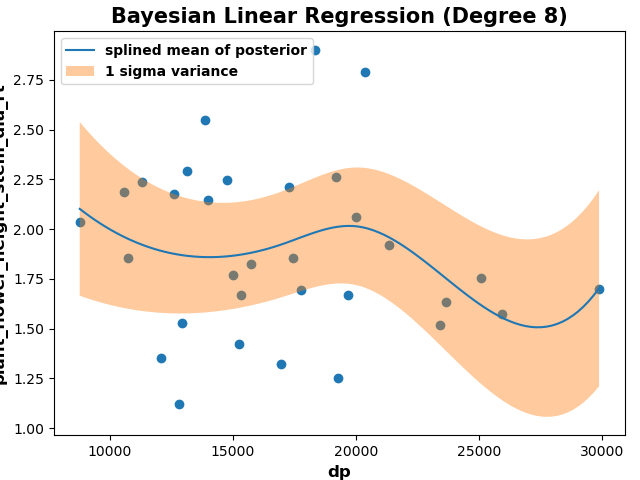 Bayesian Linear Regression (Degree 8)
splined mean of posterior
1 sigma variance
2.75
2.50
2.25
2.00
1.75
1.50
1.25
1.00
plant_flower_height_stem_dia_rt
10000
15000
20000
25000
30000
dp